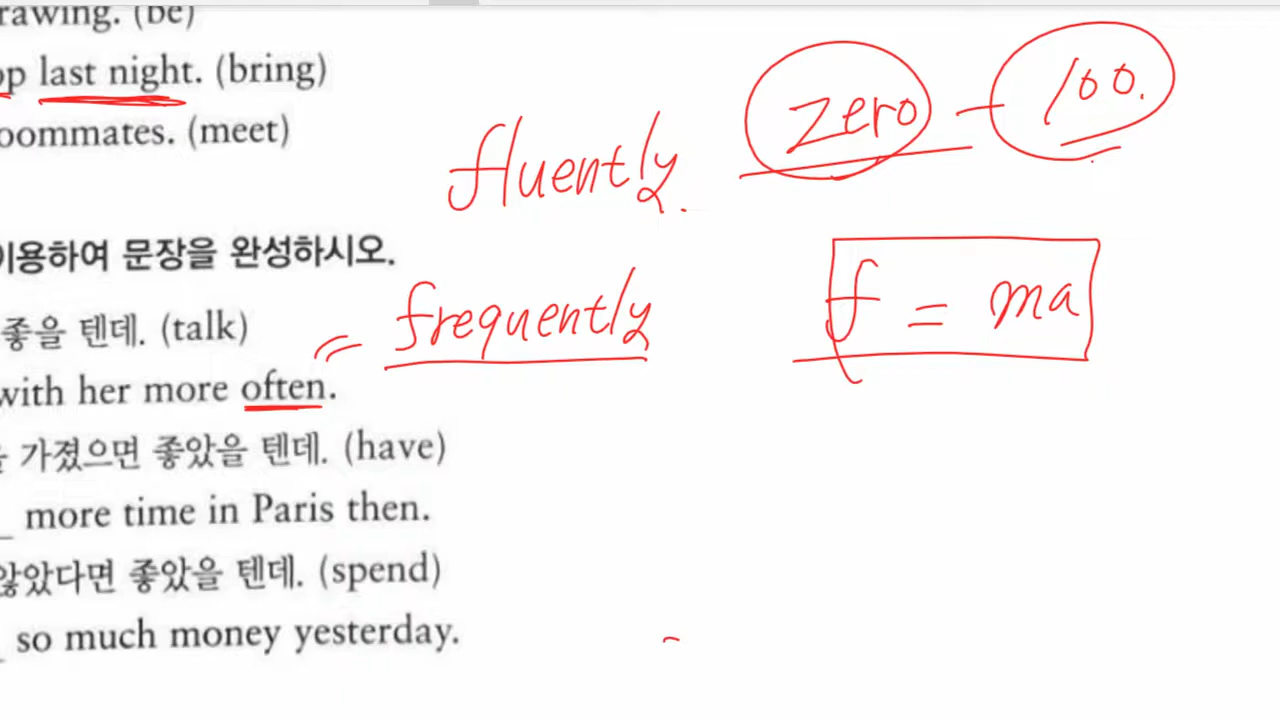 rawing. (be)
op last night. (bring)
oommates. (meet)
fluently.
zero - 100.
이용하여 문장을 완성하시오.
좋을 텐데. (talk)
= frequently
f = ma
with her more often.
가졌으면 좋았을 텐데. (have)
more time in Paris then.
않았다면 좋았을 텐데. (spend)
so much money yesterday.